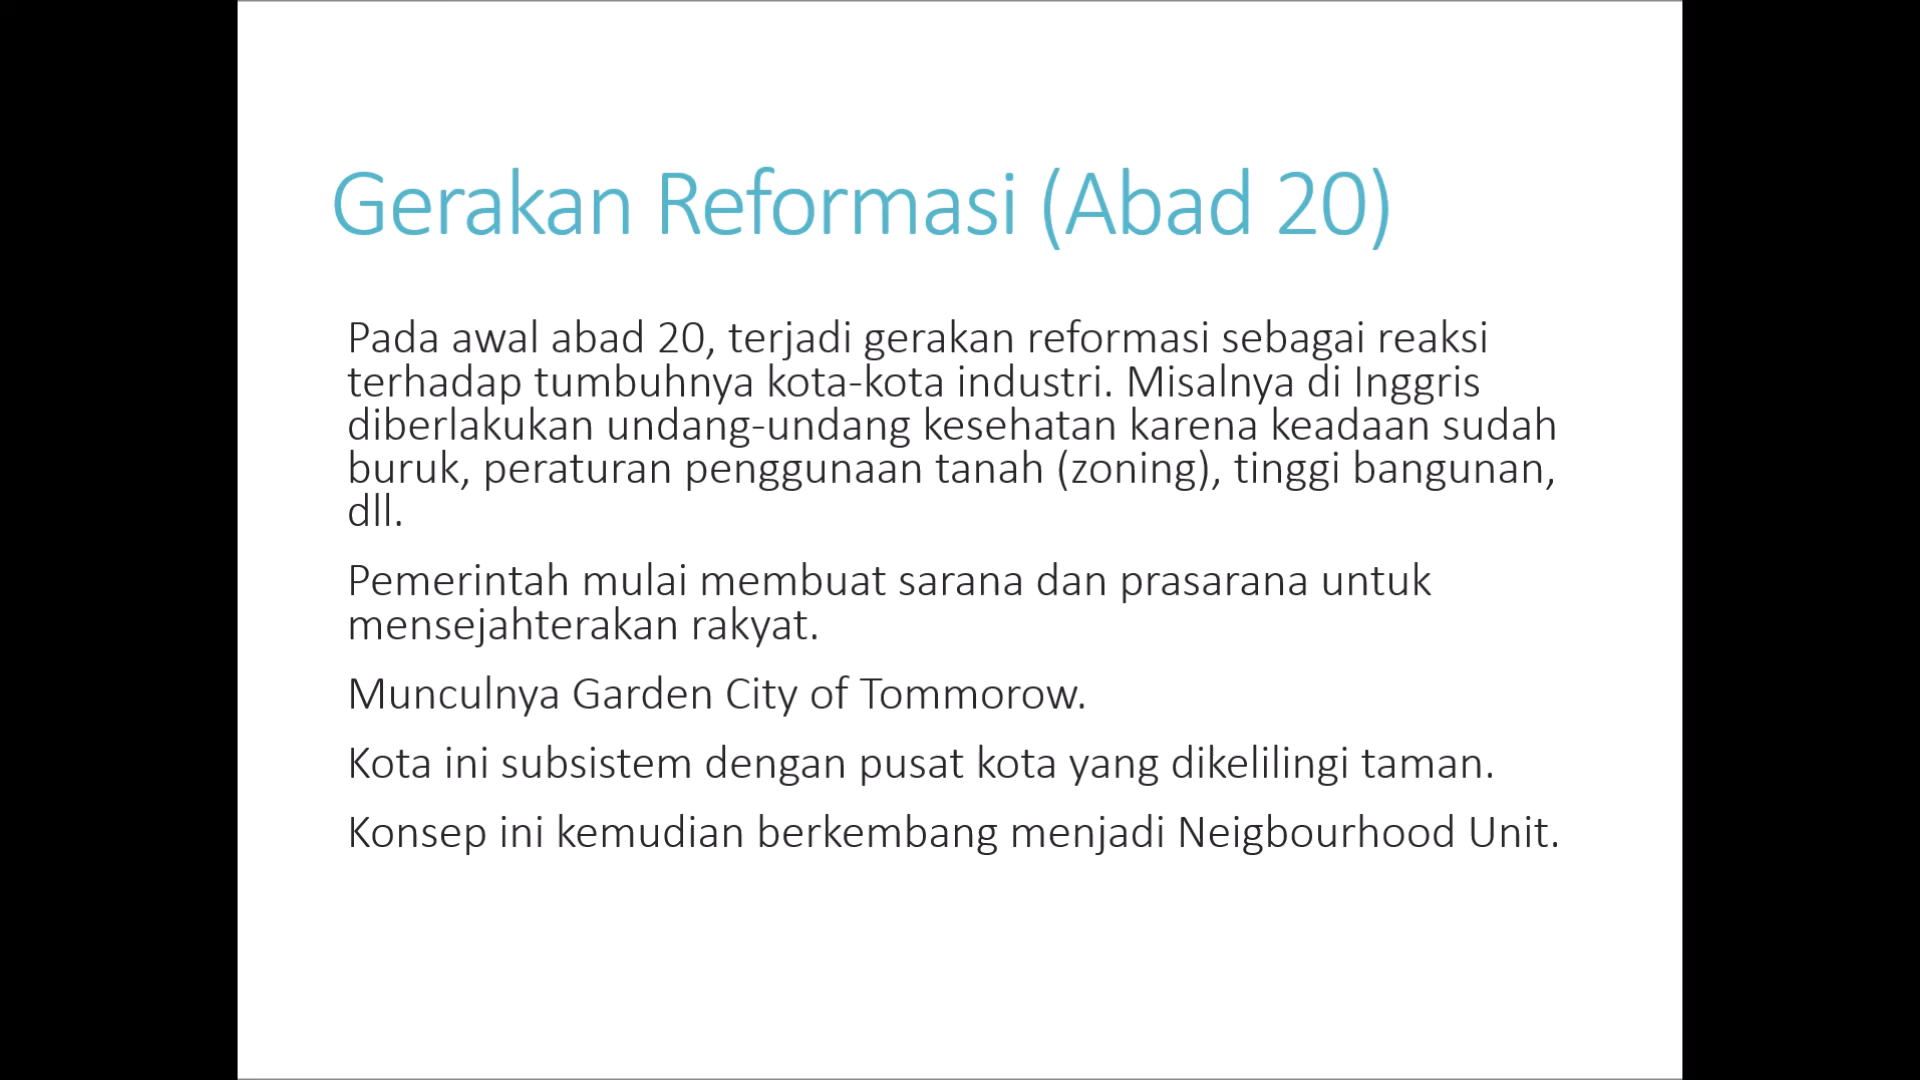 Gerakan Reformasi (Abad 20)
Pada awal abad 20, terjadi gerakan reformasi sebagai reaksi
terhadap tumbuhnya kota-kota industri. Misalnya di Inggris
diberlakukan undang-undang kesehatan karena keadaan sudah
buruk, peraturan penggunaan tanah (zoning), tinggi bangunan,
dll.
Pemerintah mulai membuat sarana dan prasarana untuk
mensejahterakan rakyat.
Munculnya Garden City of Tommorow.
Kota ini subsistem dengan pusat kota yang dikelilingi taman.
Konsep ini kemudian berkembang menjadi Neigbourhood Unit.